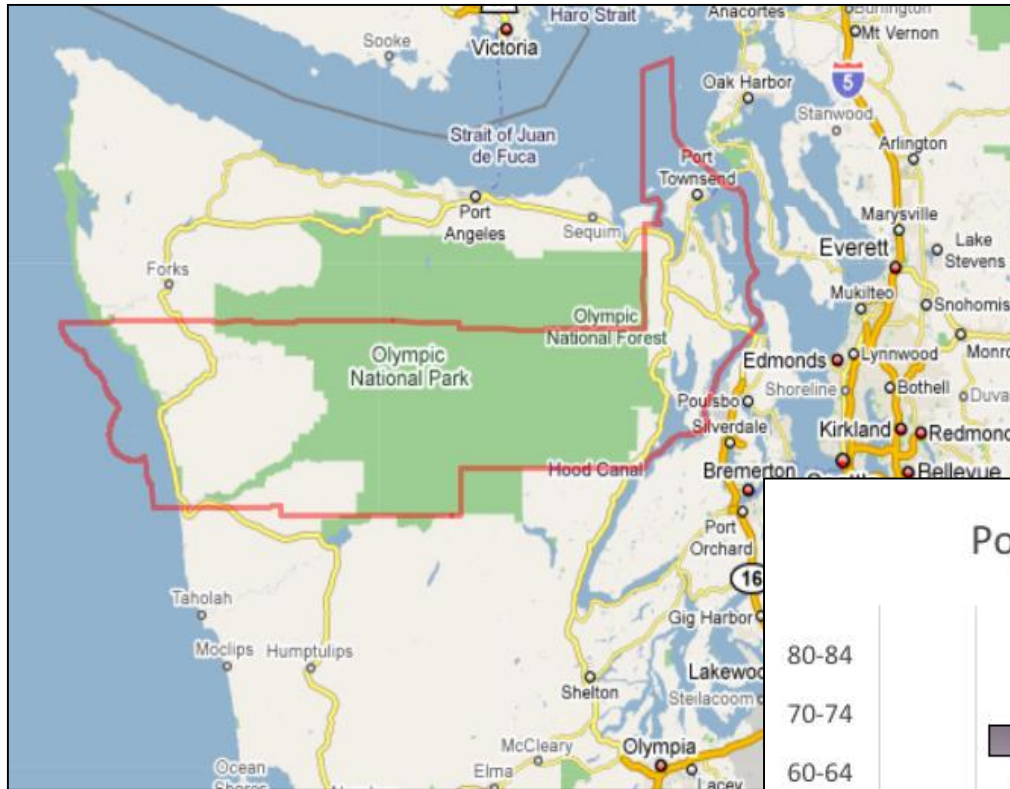 Haro Strait
Anacortes
Burlington
Mt Vernon
Sooke
Victoria
Oak Harbor
5
Stanwood
Strait of Juan
de Fuca
Arlington
Port
Townsend
Port
Angeles
Sequim
Marysville
Everett
Lake
Stevens
Forks
Mukilteo
Snohomis
Olympic
National Forest
Olympic
National Park
Edmonds
Lynnwood
Monro
Shoreline
Bothell
Duva
Poulsbo
Silverdale
Kirkland
Redmond
Hood Canal
Bremerton
Bellevue
Port
Orchard
16
Gig Harbor
Taholah
Moclips
Humptulips
Lakewoo
Shelton
Steilacoom
McCleary
Olympia
Elma
Lacey
Ocean
Shores
Po
80-84
70-74
60-64